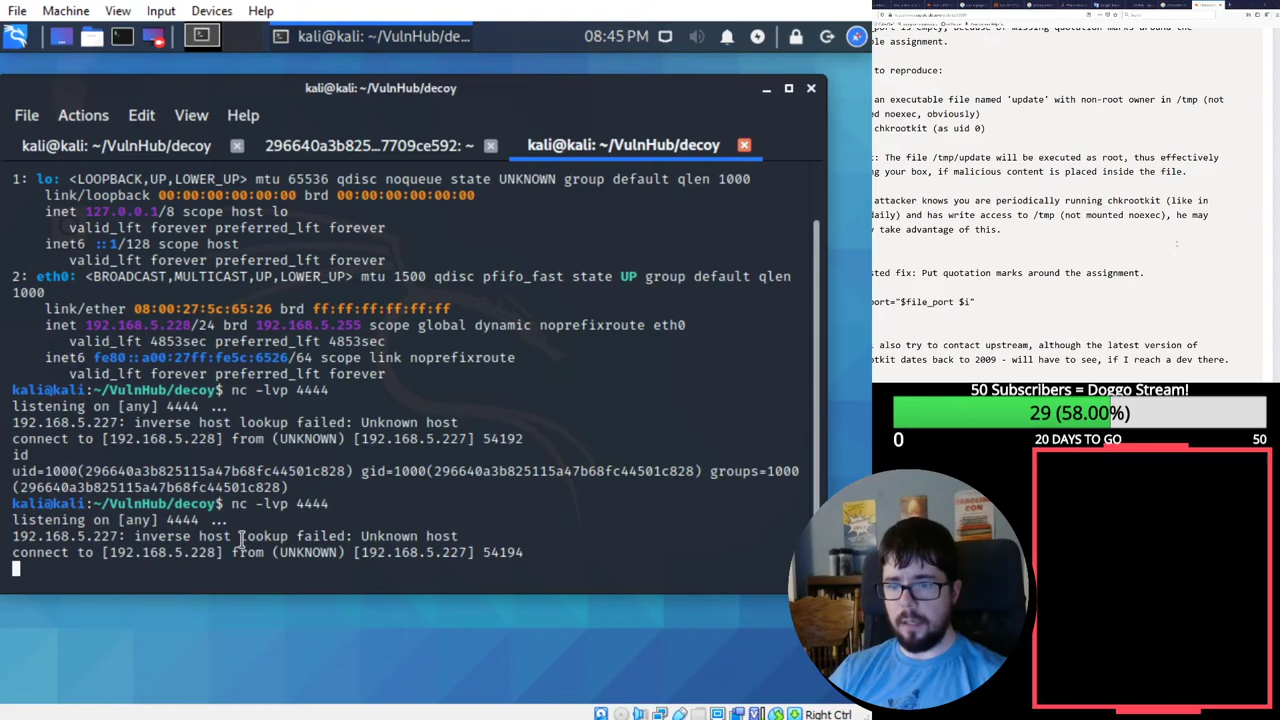 File Machine View Input Devices Help
kali@kali: ~/VulnHub/de...
08:45 PM
kali@kali: ~/VulnHub/decoy
File Actions Edit View Help
kali@kali: ~/VulnHub/decoy
296640a3b825...7709ce592: ~
kali@kali: ~/VulnHub/decoy
1: lo: <LOOPBACK,UP,LOWER_UP> mtu 65536 qdisc noqueue state UNKNOWN group default qlen 1000
link/loopback 00:00:00:00:00:00 brd 00:00:00:00:00:00
inet 127.0.0.1/8 scope host lo
valid_lft forever preferred_lft forever
inet6 ::1/128 scope host
valid_lft forever preferred_lft forever
2: eth0: <BROADCAST,MULTICAST,UP,LOWER_UP> mtu 1500 qdisc pfifo_fast state UP group default qlen
1000
link/ether 08:00:27:5c:65:26 brd ff:ff:ff:ff:ff:ff
inet 192.168.5.228/24 brd 192.168.5.255 scope global dynamic noprefixroute eth0
valid_lft 4853sec preferred_lft 4853sec
inet6 fe80::a00:27ff:fe5c:6526/64 scope link noprefixroute
valid_lft forever preferred_lft forever
kali@kali:~/VulnHub/decoy$ nc -lvp 4444
listening on [any] 4444 ...
192.168.5.227: inverse host lookup failed: Unknown host
connect to [192.168.5.228] from (UNKNOWN) [192.168.5.227] 54192
id
uid=1000(296640a3b825115a47b68fc44501c828) gid=1000(296640a3b825115a47b68fc44501c828) groups=1000
(296640a3b825115a47b68fc44501c828)
kali@kali:~/VulnHub/decoy$ nc -lvp 4444
listening on [any] 4444 ...
192.168.5.227: inverse host lookup failed: Unknown host
connect to [192.168.5.228] from (UNKNOWN) [192.168.5.227] 54194
Right Ctrl
port is empty, because of missing quotation marks around the
le assignment.
to reproduce:
an executable file named 'update' with non-root owner in /tmp (not
d noexec, obviously)
chkrootkit (as uid 0)
t: The file /tmp/update will be executed as root, thus effectively
ng your box, if malicious content is placed inside the file.
attacker knows you are periodically running chkrootkit (like in
daily) and has write access to /tmp (not mounted noexec), he may
y take advantage of this.
sted fix: Put quotation marks around the assignment.
ort="$file_port $i"
l also try to contact upstream, although the latest version of
otkit dates back to 2009 - will have to see, if I reach a dev there.
50 Subscribers = Doggo Stream!
29 (58.00%)
0 20 DAYS TO GO 50